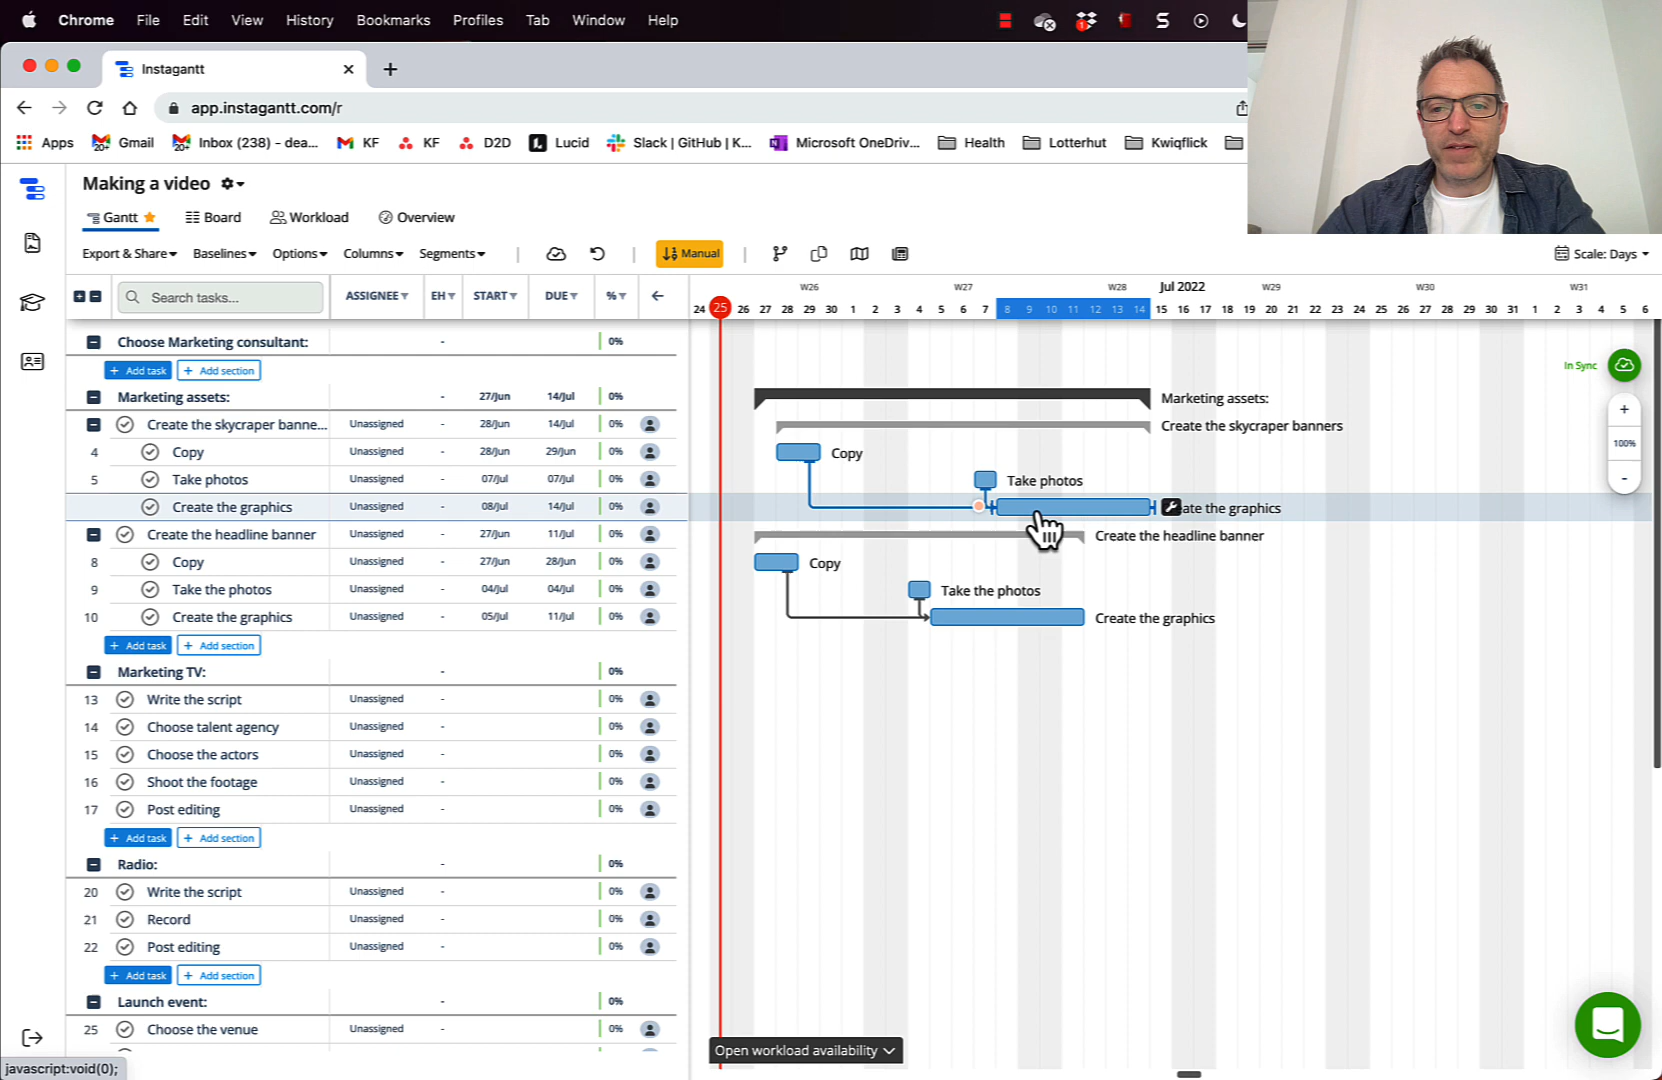 Chrome File Edit View History Bookmarks Profiles Tab Window Help
Instagantt
app.instagantt.com/r
Apps Gmail Inbox (238) - dea... KF KF D2D Lucid Slack | GitHub | K... Microsoft OneDriv... Health Lotterhut Kwiqflick
Making a video
Gantt Board Workload Overview
Export & Share Baselines Options Columns Segments Manual Scale: Days
Search tasks... ASSIGNEE EH START DUE %
W26 W27 W28 Jul 2022 W29 W30 W31
24 25 26 27 28 29 30 1 2 3 4 5 6 7 8 9 10 11 12 13 14 15 16 17 18 19 20 21 22 23 24 25 26 27 28 29 30 31 1 2 3 4 5 6
Choose Marketing consultant: - 0%
+ Add task + Add section
In Sync
Marketing assets: - 27/Jun 14/Jul 0% Marketing assets:
Create the skycraper banne... Unassigned - 28/Jun 14/Jul 0% Create the skycraper banners
100%
4 Copy Unassigned - 28/Jun 29/Jun 0% Copy
5 Take photos Unassigned - 07/Jul 07/Jul 0% Take photos
Create the graphics Unassigned - 08/Jul 14/Jul 0% ate the graphics
Create the headline banner Unassigned - 27/Jun 11/Jul 0% Create the headline banner
8 Copy Unassigned - 27/Jun 28/Jun 0% Copy
9 Take the photos Unassigned - 04/Jul 04/Jul 0% Take the photos
10 Create the graphics Unassigned - 05/Jul 11/Jul 0% Create the graphics
+ Add task + Add section
Marketing TV: - 0%
13 Write the script Unassigned - 0%
14 Choose talent agency Unassigned - 0%
15 Choose the actors Unassigned - 0%
16 Shoot the footage Unassigned - 0%
17 Post editing Unassigned - 0%
+ Add task + Add section
Radio: - 0%
20 Write the script Unassigned - 0%
21 Record Unassigned - 0%
22 Post editing Unassigned - 0%
+ Add task + Add section
Launch event: - 0%
25 Choose the venue Unassigned - 0%
Open workload availability
javascript:void(0);